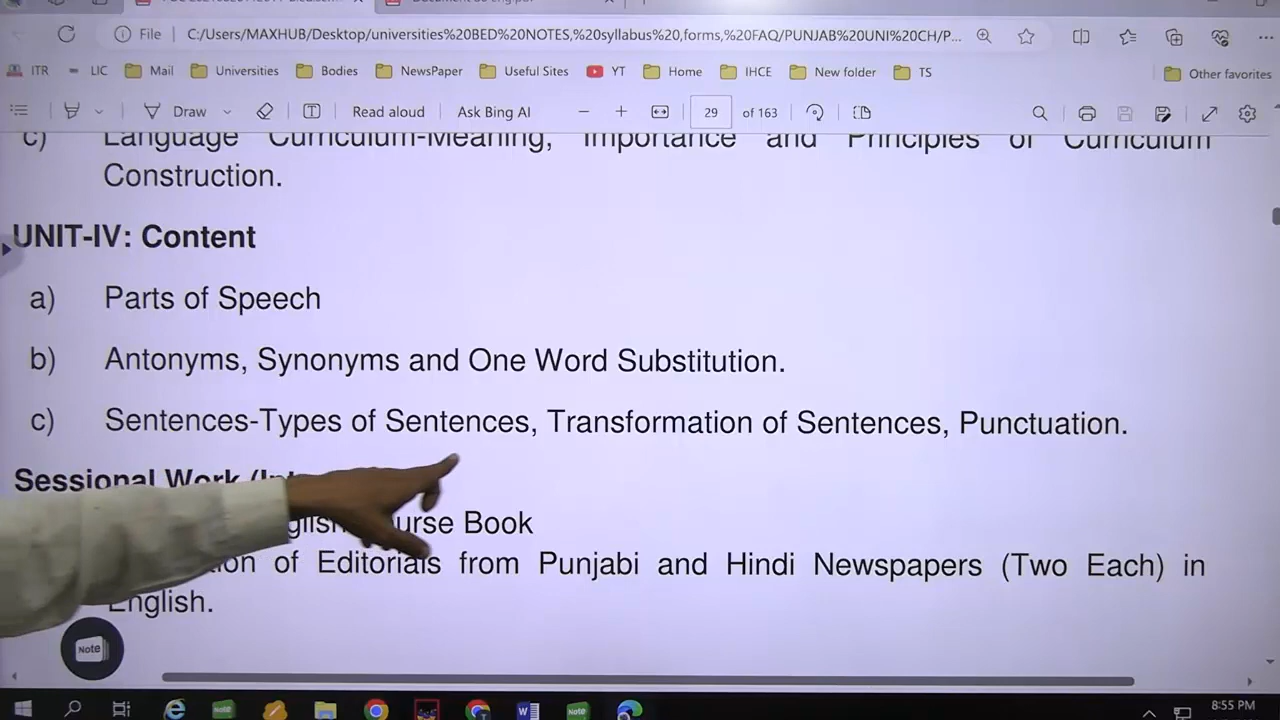 File C:/Users/MAXHUB/Desktop/universities%20BED%20NOTES,%20syllabus%20,forms,%20FAQ/PUNJAB%20UNI%20CH/P...
ITR LIC Mail Universities Bodies NewsPaper Useful Sites YT Home IHCE New folder TS Other favorites
Draw Read aloud Ask Bing AI 29 of 163
c) Language Curriculum-Meaning, Importance and Principles of Curriculum
Construction.
UNIT-IV: Content
a) Parts of Speech
b) Antonyms, Synonyms and One Word Substitution.
c) Sentences-Types of Sentences, Transformation of Sentences, Punctuation.
Sessional Work
Book
of Editorials from Punjabi and Hindi Newspapers (Two Each) in
English.
Note
8:55 PM